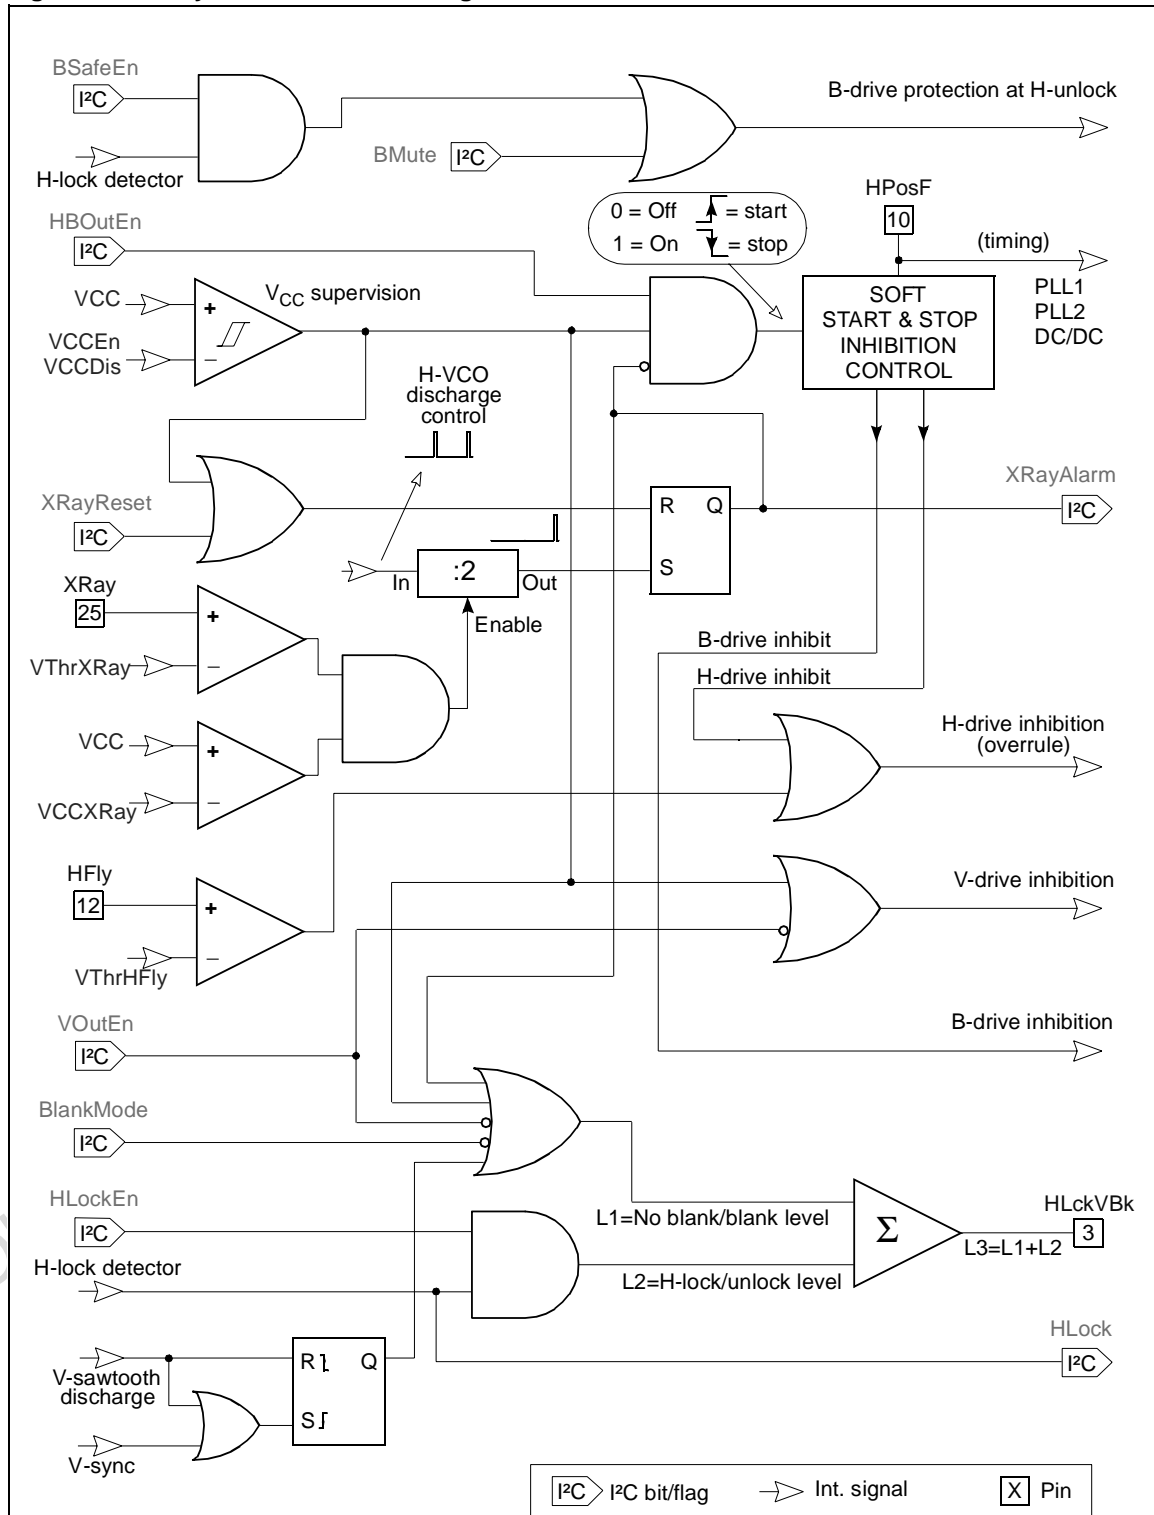 BSafeEn
I²C
H-lock detector
BMute
I²C
B-drive protection at H-unlock
HBOutEn
I²C
0 = Off = start
1 = On = stop
HPosF
10
(timing)
PLL1
PLL2
DC/DC
VCC
VCCEn
VCCDis
+
−
VCC supervision
SOFT
START & STOP
INHIBITION
CONTROL
H-VCO
discharge
control
XRayReset
I²C
R Q
S
XRayAlarm
I²C
In
:2
Out
Enable
XRay
25
VThrXRay
+
−
VCC
VCCXRay
+
−
B-drive inhibit
H-drive inhibit
H-drive inhibition
(overrule)
HFly
12
VThrHFly
+
−
V-drive inhibition
B-drive inhibition
VOutEn
I²C
BlankMode
I²C
HLockEn
I²C
H-lock detector
L1=No blank/blank level
L2=H-lock/unlock level
Σ
L3=L1+L2
HLckVBk
3
HLock
I²C
V-sawtooth
discharge
V-sync
R Q
S
I²C I²C bit/flag
Int. signal
X Pin